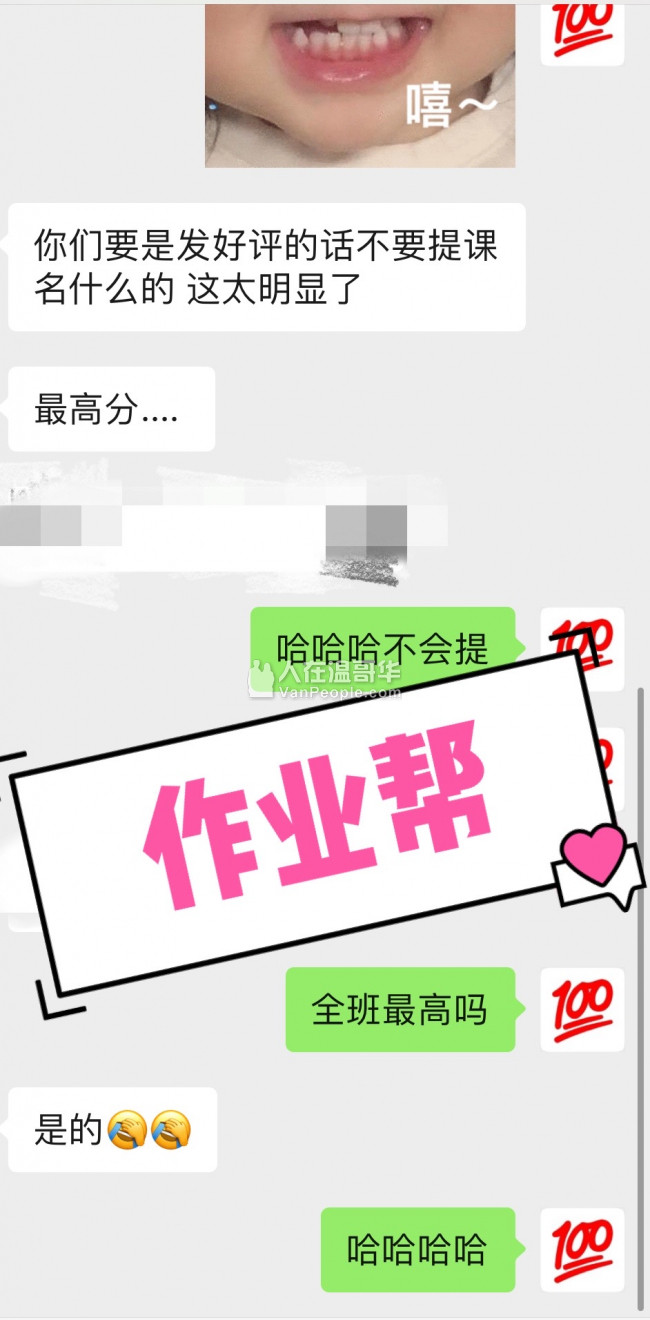 💯
嘻~
你们要是发好评的话不要提课
名什么的 这太明显了
最高分....
哈哈哈不会提
💯
人在温哥华
VanPeople.com
作业帮
全班最高吗
💯
是的🤦🤦
哈哈哈哈
💯